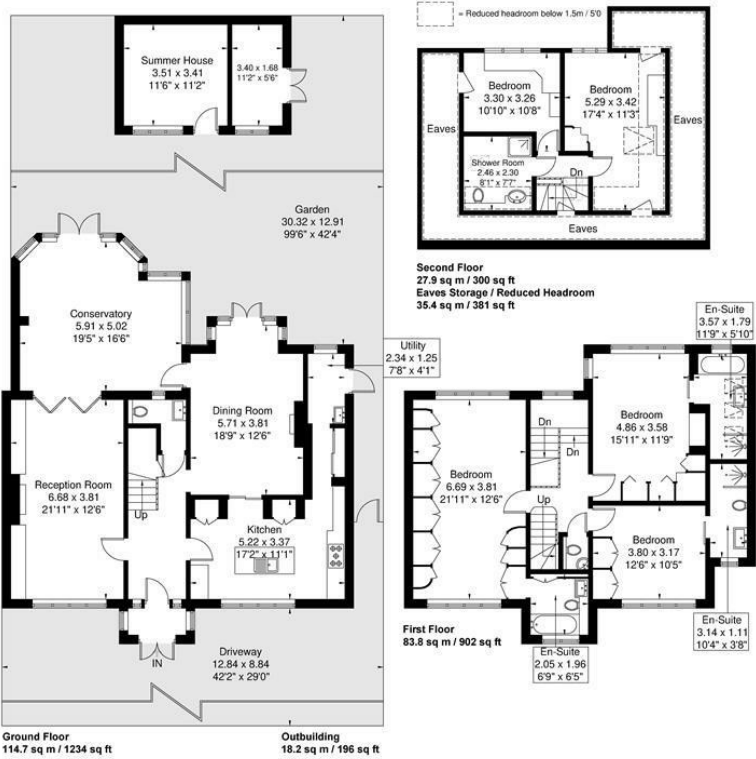 = Reduced headroom below 1.5m / 5'0
Summer House
3.51 x 3.41
11'6" x 11'2"
3.40 x 1.68
11'2" x 5'6"
Garden
30.32 x 12.91
99'6" x 42'4"
Conservatory
5.91 x 5.02
19'5" x 16'6"
Utility
2.34 x 1.25
7'8" x 4'1"
Dining Room
5.71 x 3.81
18'9" x 12'6"
Reception Room
6.68 x 3.81
21'11" x 12'6"
Up
Kitchen
5.22 x 3.37
17'2" x 11'1"
IN
Driveway
12.84 x 8.84
42'2" x 29'0"
Ground Floor
114.7 sq m / 1234 sq ft
Outbuilding
18.2 sq m / 196 sq ft
Bedroom
3.30 x 3.26
10'10" x 10'8"
Bedroom
5.29 x 3.42
17'4" x 11'3"
Eaves
Eaves
Shower Room
2.46 x 2.30
8'1" x 7'7"
Dn
Eaves
Second Floor
27.9 sq m / 300 sq ft
Eaves Storage / Reduced Headroom
35.4 sq m / 381 sq ft
En-Suite
3.57 x 1.79
11'9" x 5'10"
Bedroom
4.86 x 3.58
15'11" x 11'9"
Dn
Dn
Bedroom
6.69 x 3.81
21'11" x 12'6"
Up
Bedroom
3.80 x 3.17
12'6" x 10'5"
En-Suite
3.14 x 1.11
10'4" x 3'8"
First Floor
83.8 sq m / 902 sq ft
En-Suite
2.05 x 1.96
6'9" x 6'5"